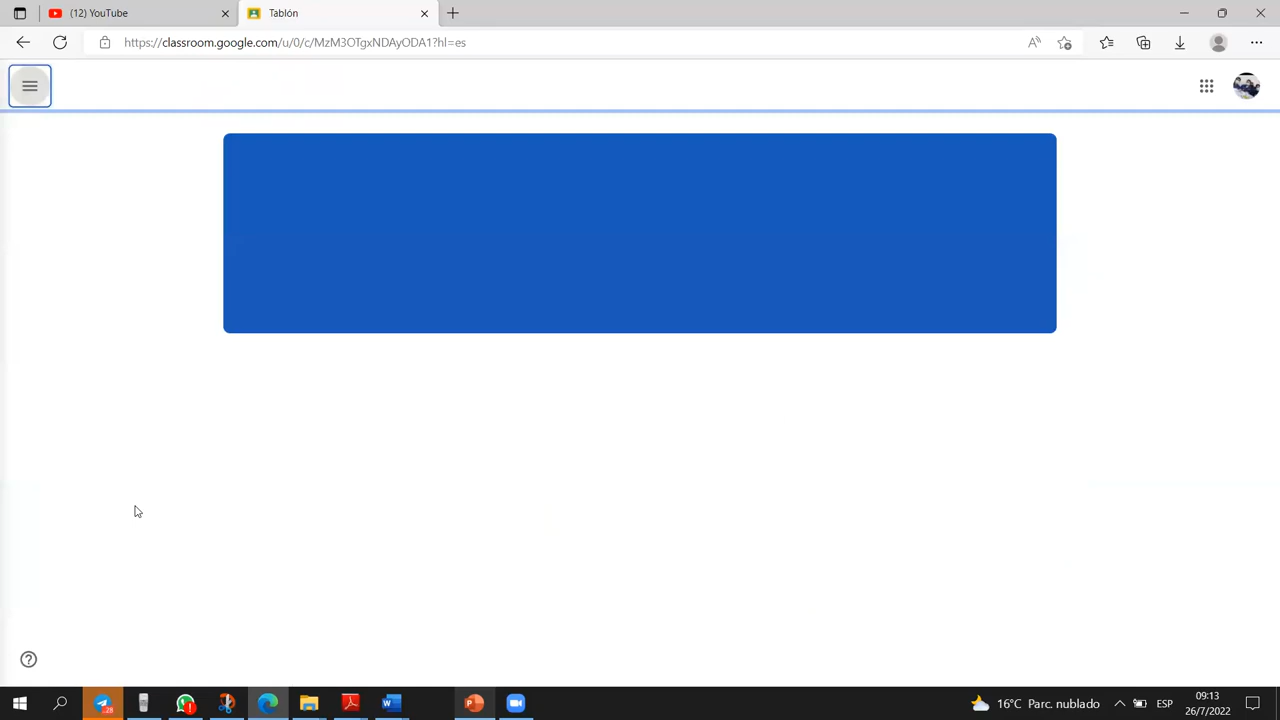 (12) YouTube
Tablón
https://classroom.google.com/u/0/c/MzM3OTgxNDAyODA1?hl=es
28
W
P
16°C Parc. nublado
ESP
09:13
26/7/2022